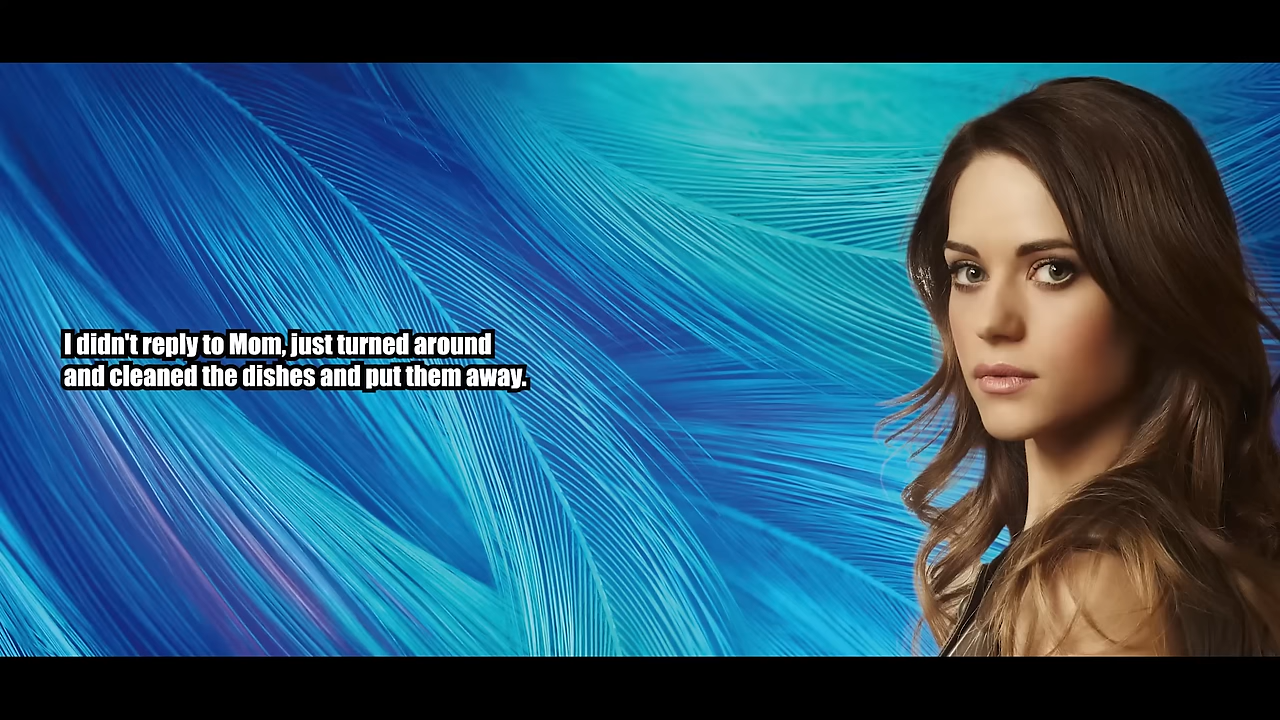 I didn't reply to Mom, just turned around
and cleaned the dishes and put them away.